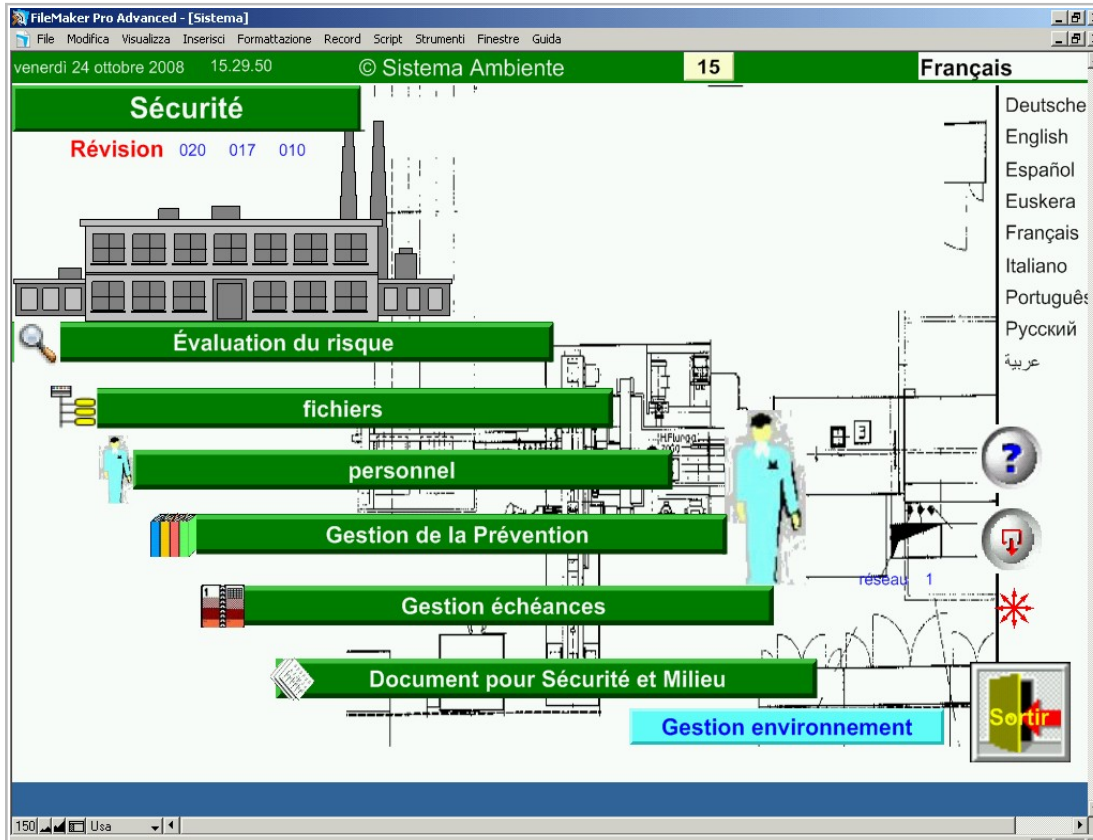 FileMaker Pro Advanced - [Sistema]
File Modifica Visualizza Inserisci Formattazione Record Script Strumenti Finestre Guida
venerdì 24 ottobre 2008 15.29.50 © Sistema Ambiente 15 Français
Sécurité
Révision 020 017 010
Deutsche
English
Español
Euskera
Français
Italiano
Português
Русский
عربية
Évaluation du risque
fichiers
3
personnel
?
Gestion de la Prévention
réseau 1
1
Gestion échéances
Document pour Sécurité et Milieu
Gestion environnement
Sortir
150 Usa